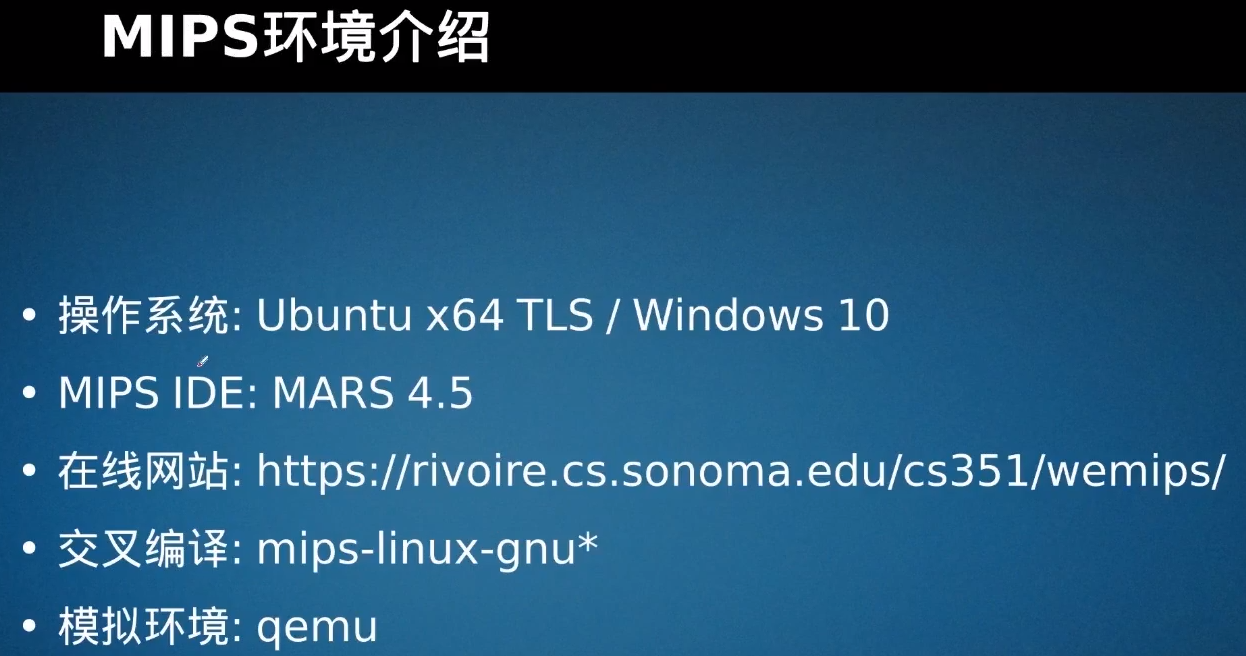 MIPS环境介绍
• 操作系统: Ubuntu x64 TLS / Windows 10
• MIPS IDE: MARS 4.5
• 在线网站: https://rivoire.cs.sonoma.edu/cs351/wemips/
• 交叉编译: mips-linux-gnu*
• 模拟环境: qemu